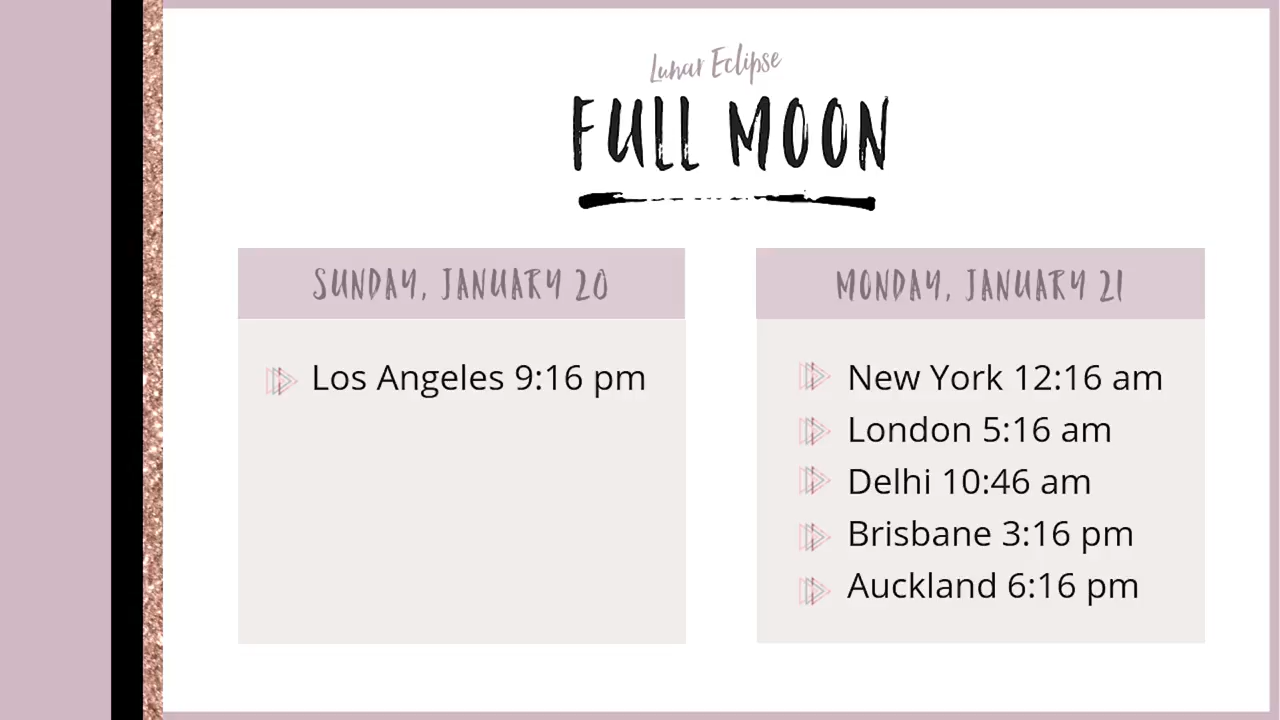 Lunar Eclipse
FULL MOON
SUNDAY, JANUARY 20
Los Angeles 9:16 pm
MONDAY, JANUARY 21
New York 12:16 am
London 5:16 am
Delhi 10:46 am
Brisbane 3:16 pm
Auckland 6:16 pm